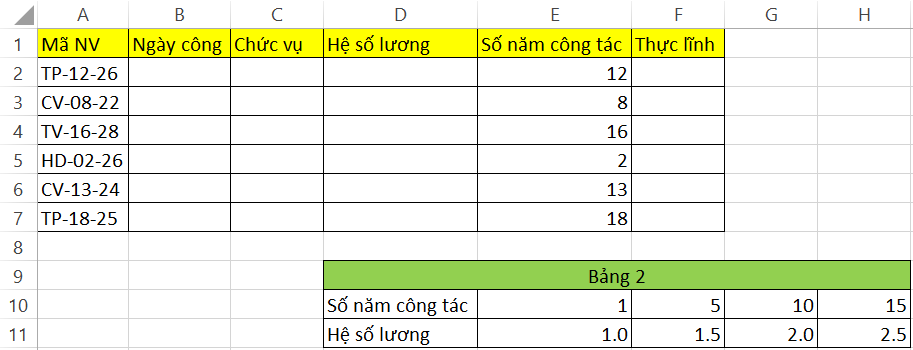 A B C D E F G H
1 Mã NV Ngày công Chức vụ Hệ số lương Số năm công tác Thực lĩnh
2 TP-12-26 12
3 CV-08-22 8
4 TV-16-28 16
5 HD-02-26 2
6 CV-13-24 13
7 TP-18-25 18
8
9 Bảng 2
10 Số năm công tác 1 5 10 15
11 Hệ số lương 1.0 1.5 2.0 2.5